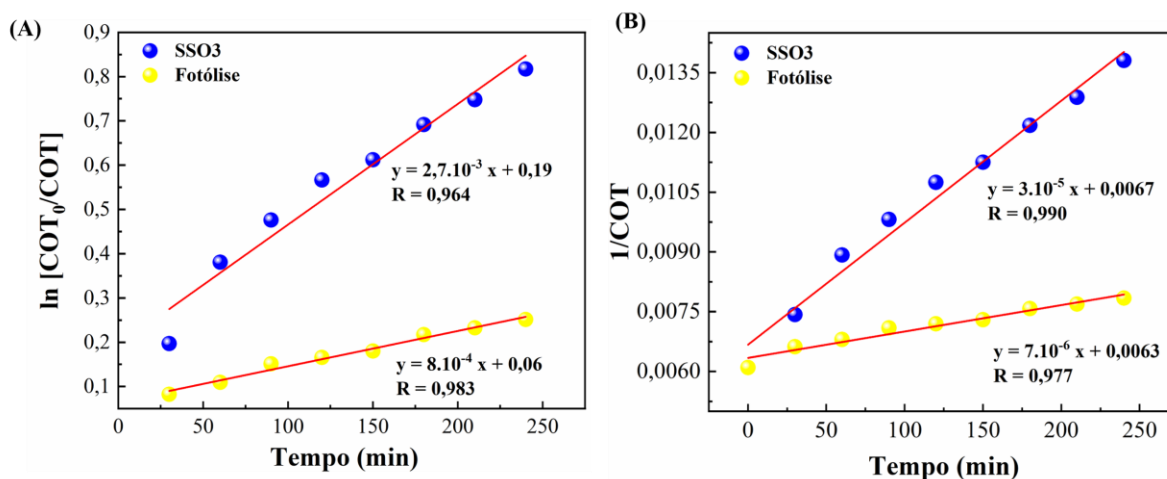 (A)
0,9
0,8
0,7
0,6
0,5
0,4
0,3
0,2
0,1
ln [COT₀/COT]
SSO3
Fotólise
y = 2,7.10⁻³ x + 0,19
R = 0,964
y = 8.10⁻⁴ x + 0,06
R = 0,983
0 50 100 150 200 250
Tempo (min)
(B)
0,0135
0,0120
0,0105
0,0090
0,0075
0,0060
1/COT
SSO3
Fotólise
y = 3.10⁻⁵ x + 0,0067
R = 0,990
y = 7.10⁻⁶ x + 0,0063
R = 0,977
0 50 100 150 200 250
Tempo (min)